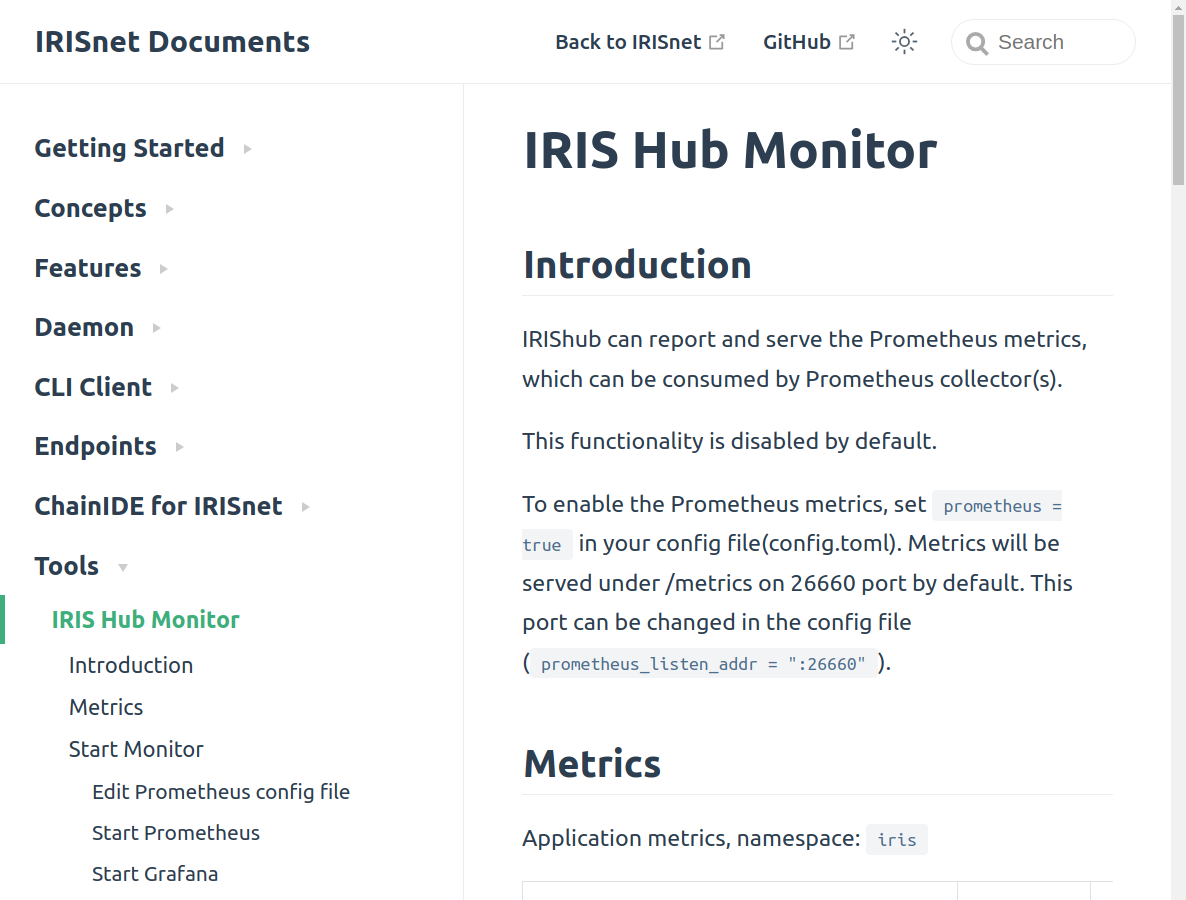 IRISnet Documents
Back to IRISnet
GitHub
Search
Getting Started
Concepts
Features
Daemon
CLI Client
Endpoints
ChainIDE for IRISnet
Tools
IRIS Hub Monitor
Introduction
Metrics
Start Monitor
Edit Prometheus config file
Start Prometheus
Start Grafana
IRIS Hub Monitor
Introduction
IRIShub can report and serve the Prometheus metrics,
which can be consumed by Prometheus collector(s).
This functionality is disabled by default.
To enable the Prometheus metrics, set prometheus =
true in your config file(config.toml). Metrics will be
served under /metrics on 26660 port by default. This
port can be changed in the config file
( prometheus_listen_addr = ":26660" ).
Metrics
Application metrics, namespace: iris